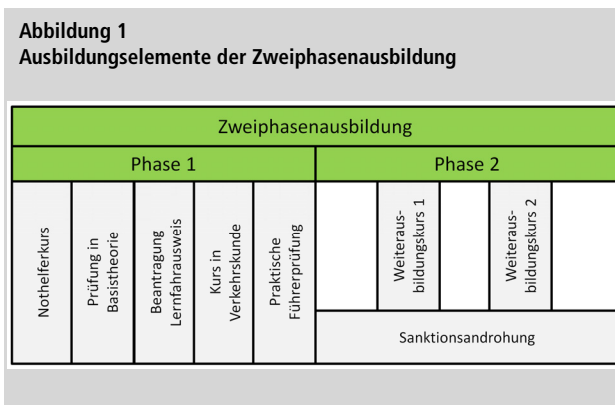 Abbildung 1
Ausbildungselemente der Zweiphasenausbildung
Zweiphasenausbildung
Phase 1
Phase 2
Nothelferkurs
Prüfung in
Basistheorie
Beantragung
Lernfahrausweis
Kurs in
Verkehrskunde
Praktische
Führerprüfung
Weiteraus-
bildungskurs 1
Weiteraus-
bildungskurs 2
Sanktionsandrohung